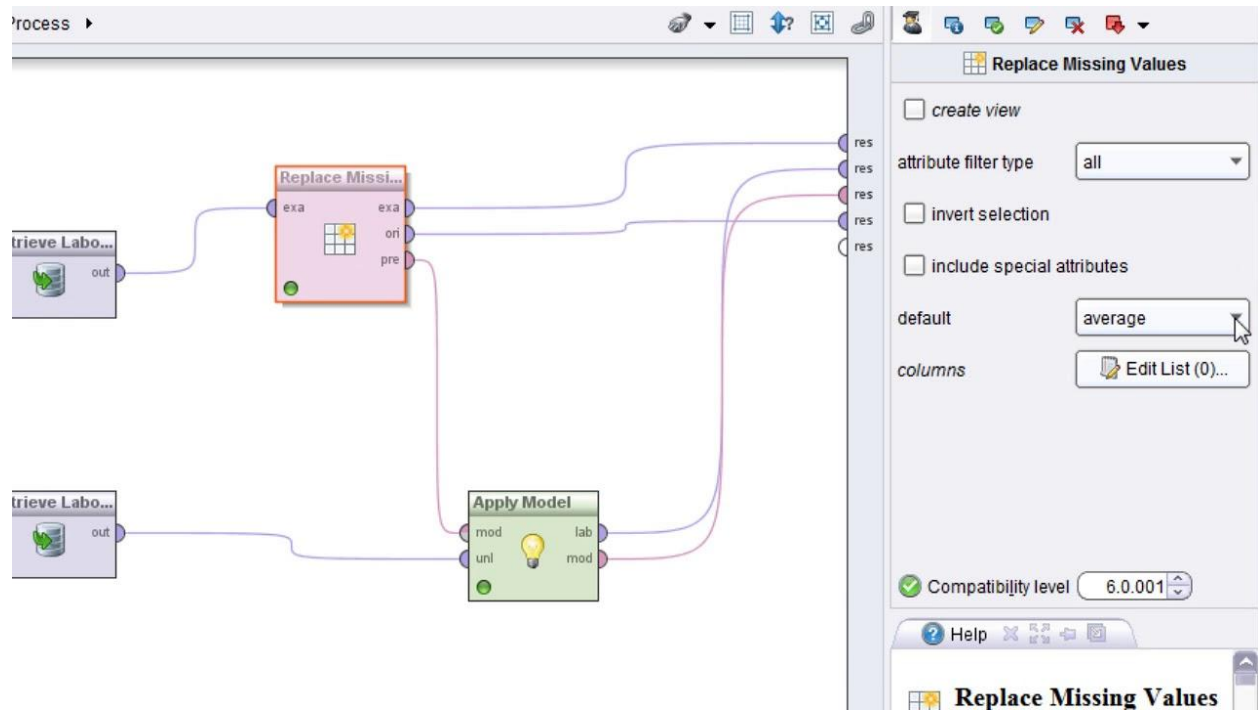 Process
Replace Missing Values
create view
attribute filter type
all
invert selection
include special attributes
default
average
columns
Edit List (0)...
Compatibility level
6.0.001
Help
Replace Missing Values
res
res
res
res
res
Replace Missi...
exa
exa
ori
pre
trieve Labo...
out
trieve Labo...
out
Apply Model
mod
lab
unl
mod